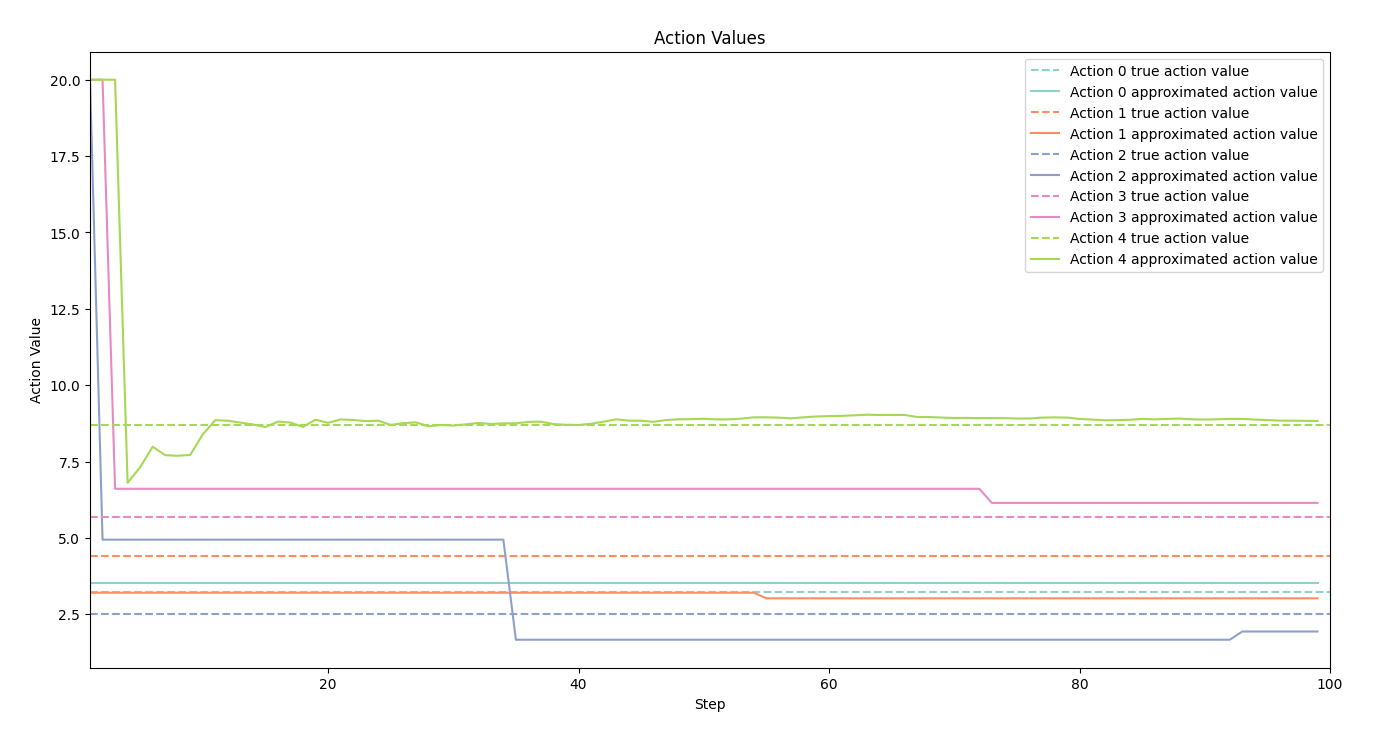 Action Values
Action 0 true action value
Action 0 approximated action value
Action 1 true action value
Action 1 approximated action value
Action 2 true action value
Action 2 approximated action value
Action 3 true action value
Action 3 approximated action value
Action 4 true action value
Action 4 approximated action value
Action Value
20.0
17.5
15.0
12.5
10.0
7.5
5.0
2.5
20 40 60 80 100
Step